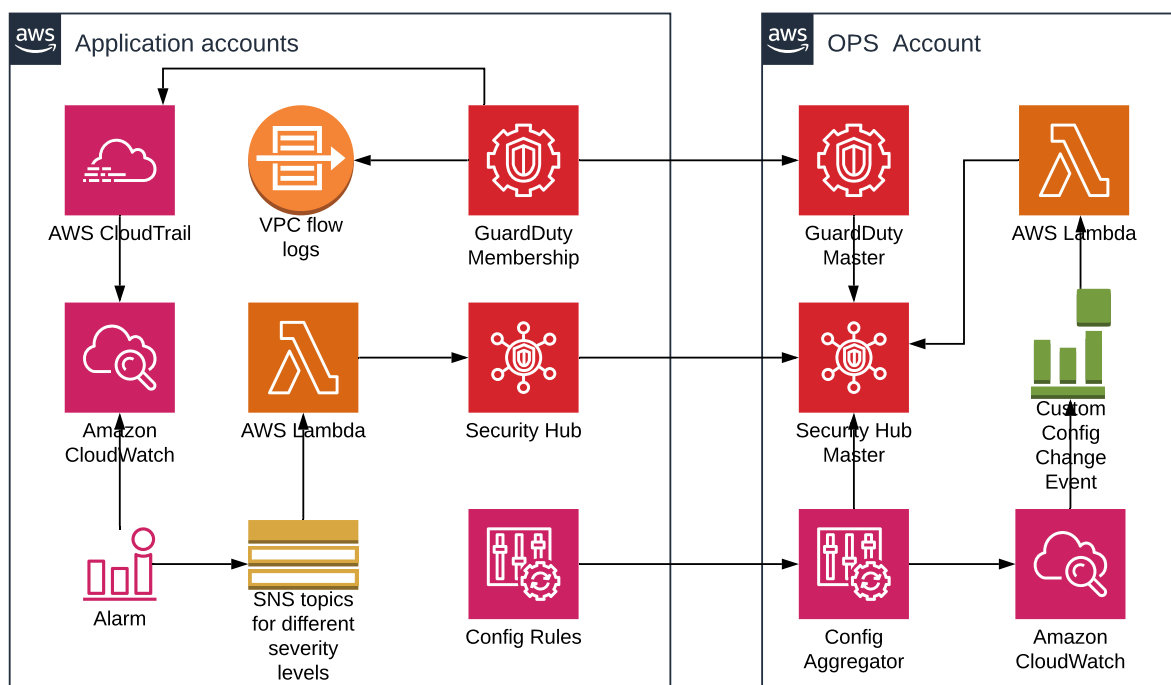 aws
Application accounts
aws
OPS Account
AWS CloudTrail
VPC flow
logs
GuardDuty
Membership
GuardDuty
Master
AWS Lambda
Amazon
CloudWatch
AWS Lambda
Security Hub
Security Hub
Master
Custom
Config
Change
Event
Alarm
SNS topics
for different
severity
levels
Config Rules
Config
Aggregator
Amazon
CloudWatch